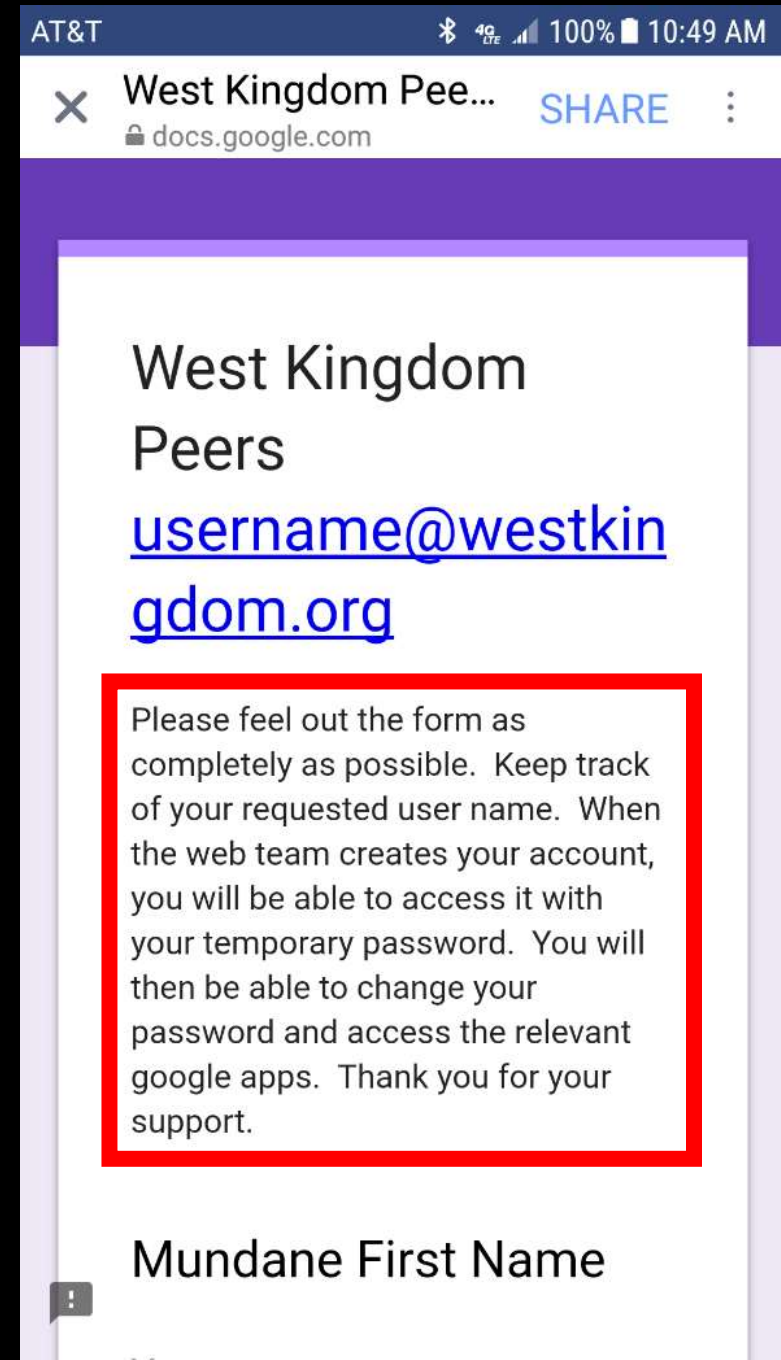 AT&T 4G LTE 100% 10:49 AM
West Kingdom Pee... SHARE
docs.google.com
West Kingdom
Peers
username@westkin
gdom.org
Please feel out the form as
completely as possible.  Keep track
of your requested user name.  When
the web team creates your account,
you will be able to access it with
your temporary password.  You will
then be able to change your
password and access the relevant
google apps.  Thank you for your
support.
Mundane First Name